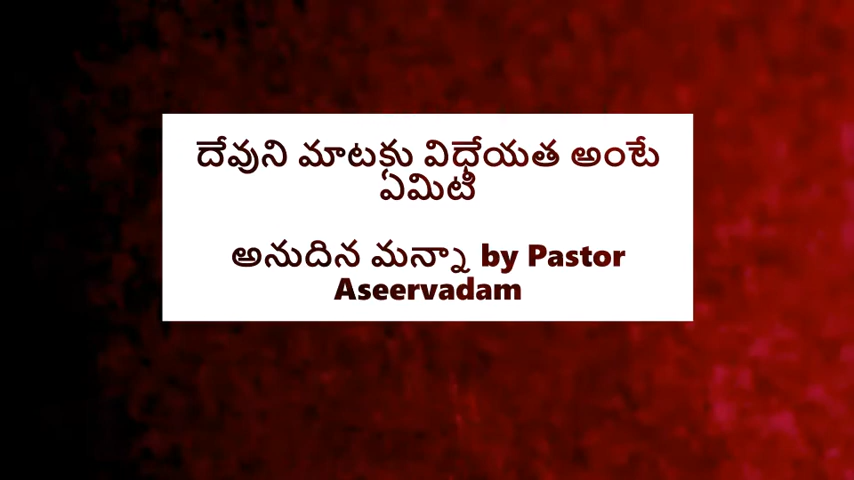 దేవుని మాటకు విధేయత అంటే
ఏమిటి
అనుదిన మన్నా by Pastor
Aseervadam